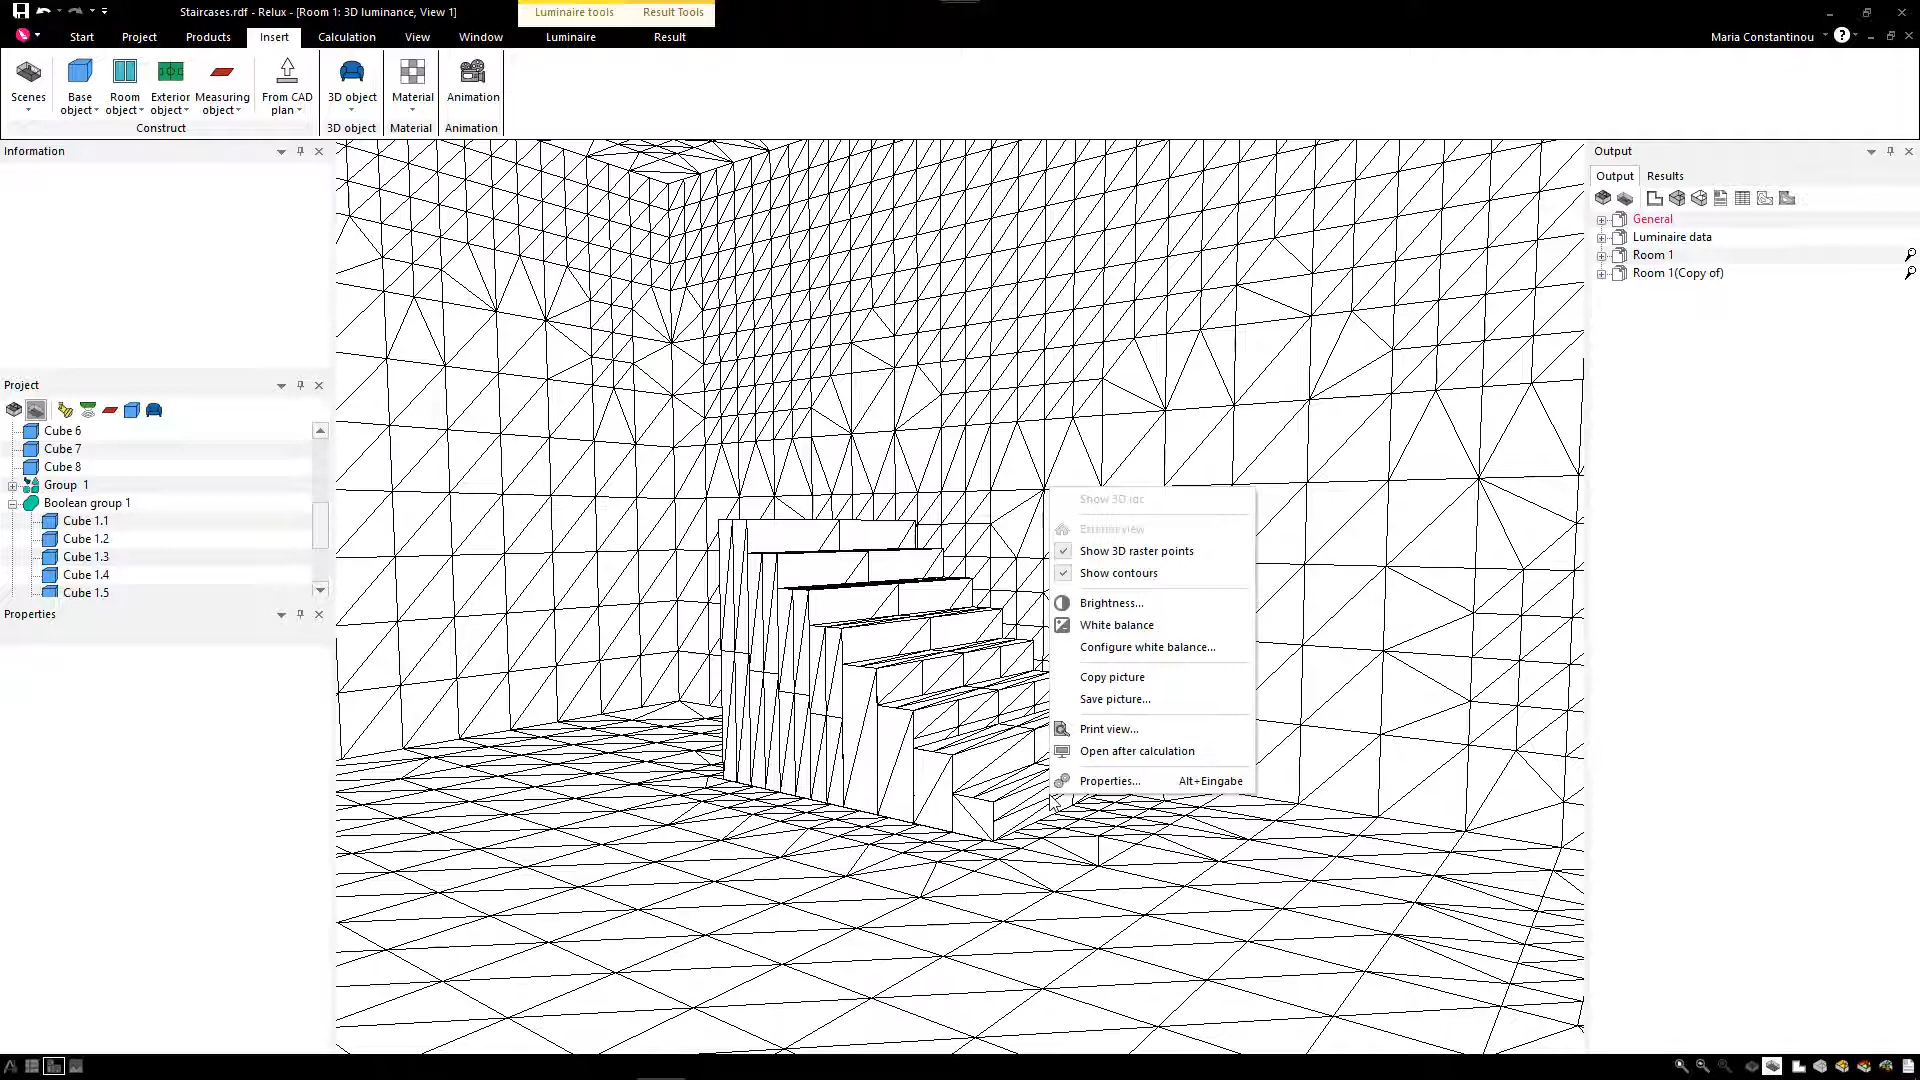 Staircases.rdf - Relux - [Room 1: 3D luminance, View 1]
Luminaire tools
Result Tools
Start
Project
Products
Insert
Calculation
View
Window
Luminaire
Result
Maria Constantinou
Scenes
Base object
Room object
Exterior object
Measuring object
From CAD plan
3D object
Material
Animation
Construct
3D object
Material
Animation
Information
Project
Cube 6
Cube 7
Cube 8
Group 1
Boolean group 1
Cube 1.1
Cube 1.2
Cube 1.3
Cube 1.4
Cube 1.5
Properties
Show 3D
view
Show 3D raster points
Show contours
Brightness...
White balance
Configure white balance...
Copy picture
Save picture...
Print view...
Open after calculation
Properties... Alt+Eingabe
Output
Output
Results
General
Luminaire data
Room 1
Room 1(Copy of)